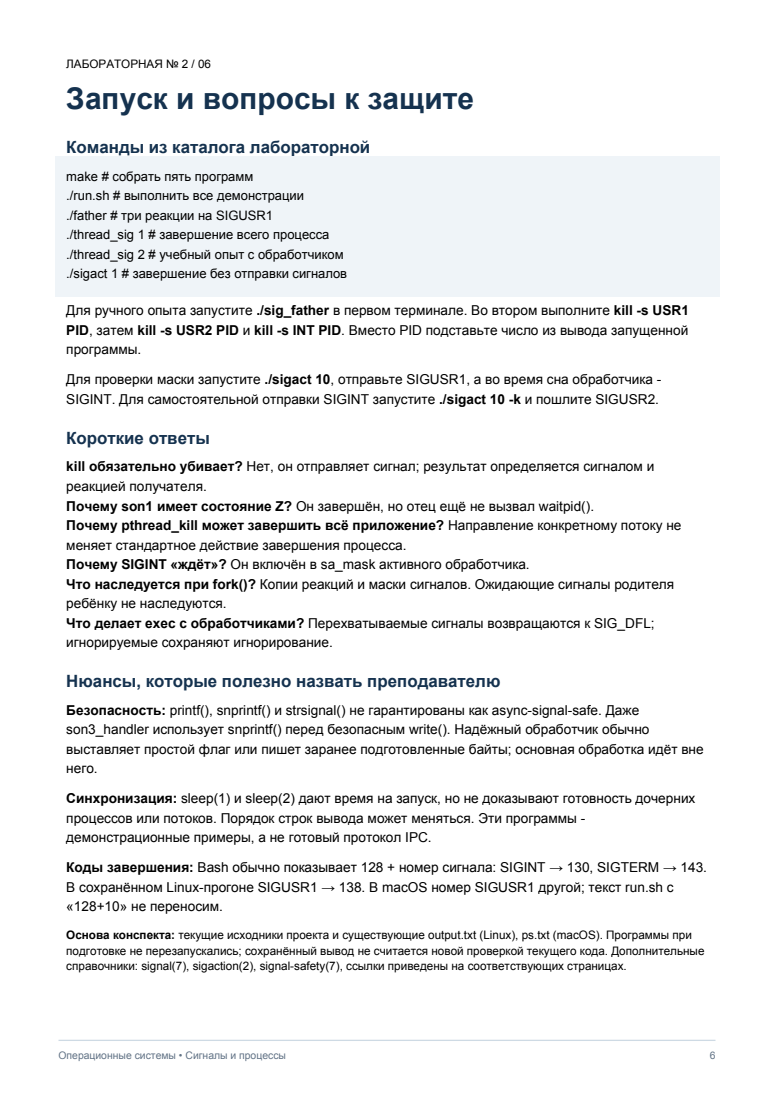 ЛАБОРАТОРНАЯ № 2 / 06
Запуск и вопросы к защите
Команды из каталога лабораторной
make # собрать пять программ
./run.sh # выполнить все демонстрации
./father # три реакции на SIGUSR1
./thread_sig 1 # завершение всего процесса
./thread_sig 2 # учебный опыт с обработчиком
./sigact 1 # завершение без отправки сигналов
Для ручного опыта запустите ./sig_father в первом терминале. Во втором выполните kill -s USR1
PID, затем kill -s USR2 PID и kill -s INT PID. Вместо PID подставьте число из вывода запущенной
программы.
Для проверки маски запустите ./sigact 10, отправьте SIGUSR1, а во время сна обработчика -
SIGINT. Для самостоятельной отправки SIGINT запустите ./sigact 10 -k и пошлите SIGUSR2.
Короткие ответы
kill обязательно убивает? Нет, он отправляет сигнал; результат определяется сигналом и
реакцией получателя.
Почему son1 имеет состояние Z? Он завершён, но отец ещё не вызвал waitpid().
Почему pthread_kill может завершить всё приложение? Направление конкретному потоку не
меняет стандартное действие завершения процесса.
Почему SIGINT «ждёт»? Он включён в sa_mask активного обработчика.
Что наследуется при fork()? Копии реакций и маски сигналов. Ожидающие сигналы родителя
ребёнку не наследуются.
Что делает exec с обработчиками? Перехватываемые сигналы возвращаются к SIG_DFL;
игнорируемые сохраняют игнорирование.
Нюансы, которые полезно назвать преподавателю
Безопасность: printf(), snprintf() и strsignal() не гарантированы как async-signal-safe. Даже
son3_handler использует snprintf() перед безопасным write(). Надёжный обработчик обычно
выставляет простой флаг или пишет заранее подготовленные байты; основная обработка идёт вне
него.
Синхронизация: sleep(1) и sleep(2) дают время на запуск, но не доказывают готовность дочерних
процессов или потоков. Порядок строк вывода может меняться. Эти программы -
демонстрационные примеры, а не готовый протокол IPC.
Коды завершения: Bash обычно показывает 128 + номер сигнала: SIGINT → 130, SIGTERM → 143.
В сохранённом Linux-прогоне SIGUSR1 → 138. В macOS номер SIGUSR1 другой; текст run.sh с
«128+10» не переносим.
Основа конспекта: текущие исходники проекта и существующие output.txt (Linux), ps.txt (macOS). Программы при
подготовке не перезапускались; сохранённый вывод не считается новой проверкой текущего кода. Дополнительные
справочники: signal(7), sigaction(2), signal-safety(7), ссылки приведены на соответствующих страницах.
Операционные системы • Сигналы и процессы
6